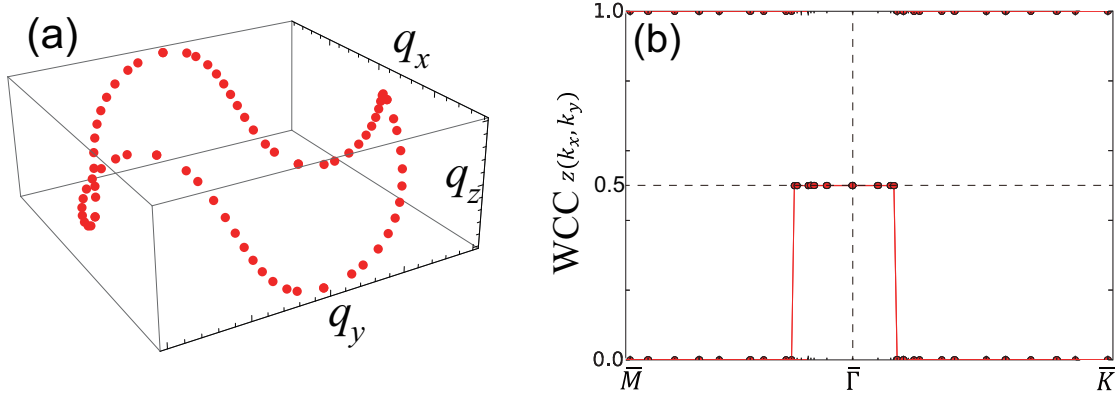 (a)
q_x
q_z
q_y
(b)
WCC z(k_x, k_y)
1.0
0.5
0.0
M̅
Γ̅
K̅